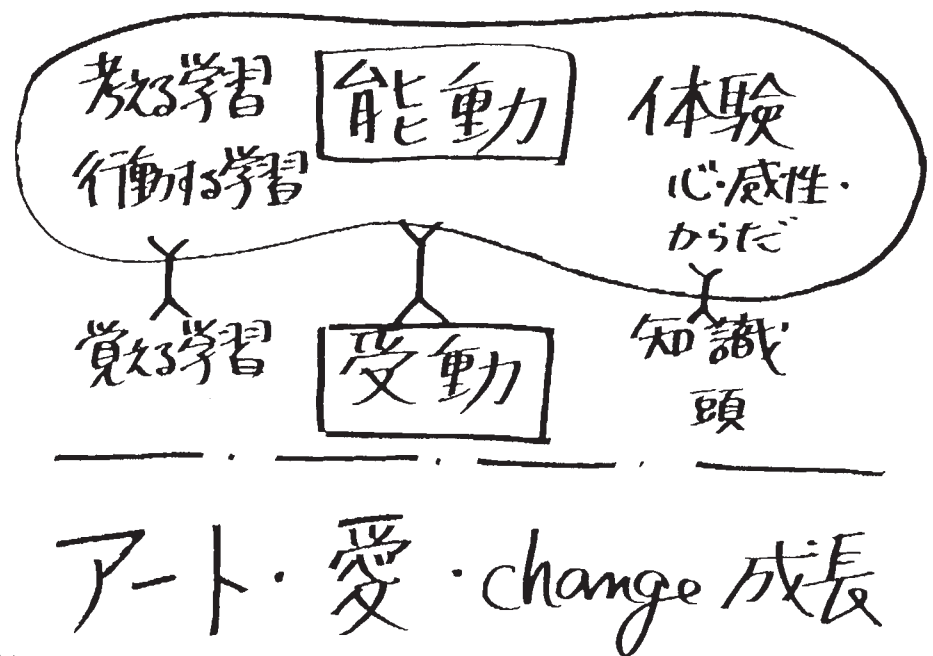 考える学習 能動 体験
行動する学習 心・感性・
からだ
覚える学習 受動 知識
頭
アート・愛・change 成長